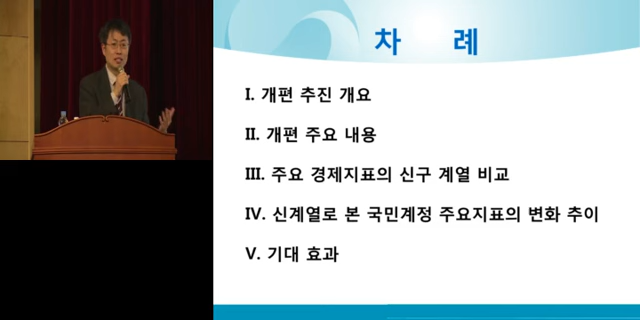 차 례
I. 개편 추진 개요
II. 개편 주요 내용
III. 주요 경제지표의 신구 계열 비교
IV. 신계열로 본 국민계정 주요지표의 변화 추이
V. 기대 효과